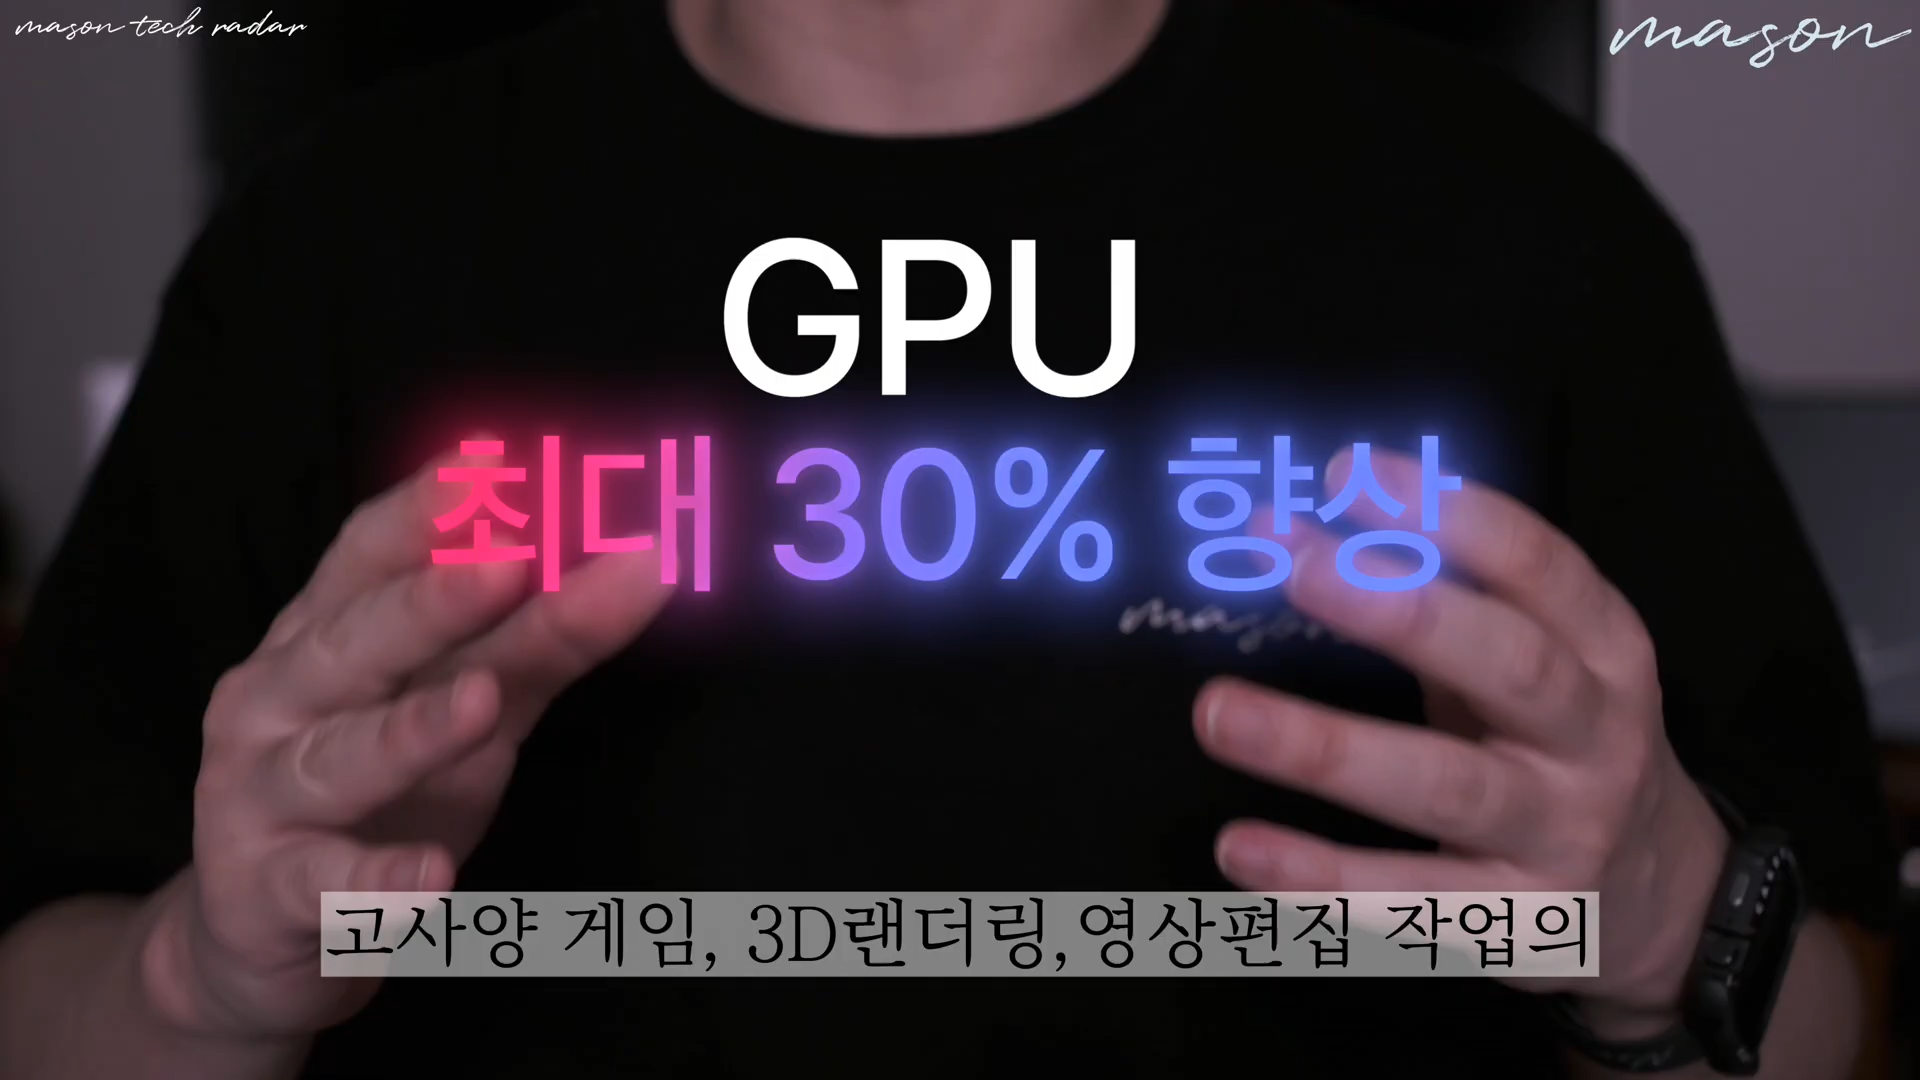 mason tech radar
mason
GPU
최대 30% 향상
mason
고사양 게임, 3D랜더링,영상편집 작업의